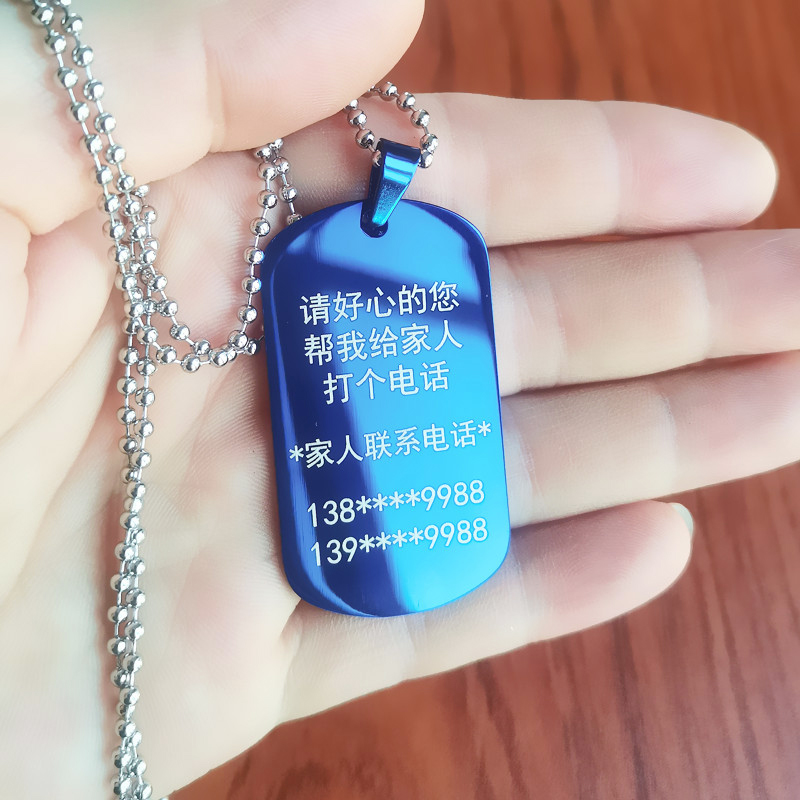 请好心的您
帮我给家人
打个电话
*家人联系电话*
138****9988
139****9988